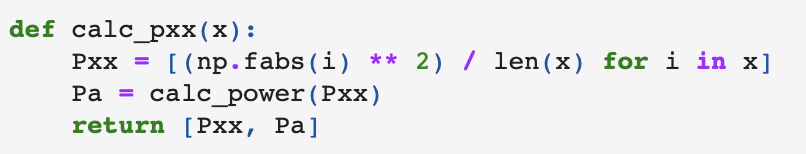 def calc_pxx(x):
    Pxx = [(np.fabs(i) ** 2) / len(x) for i in x]
    Pa = calc_power(Pxx)
    return [Pxx, Pa]